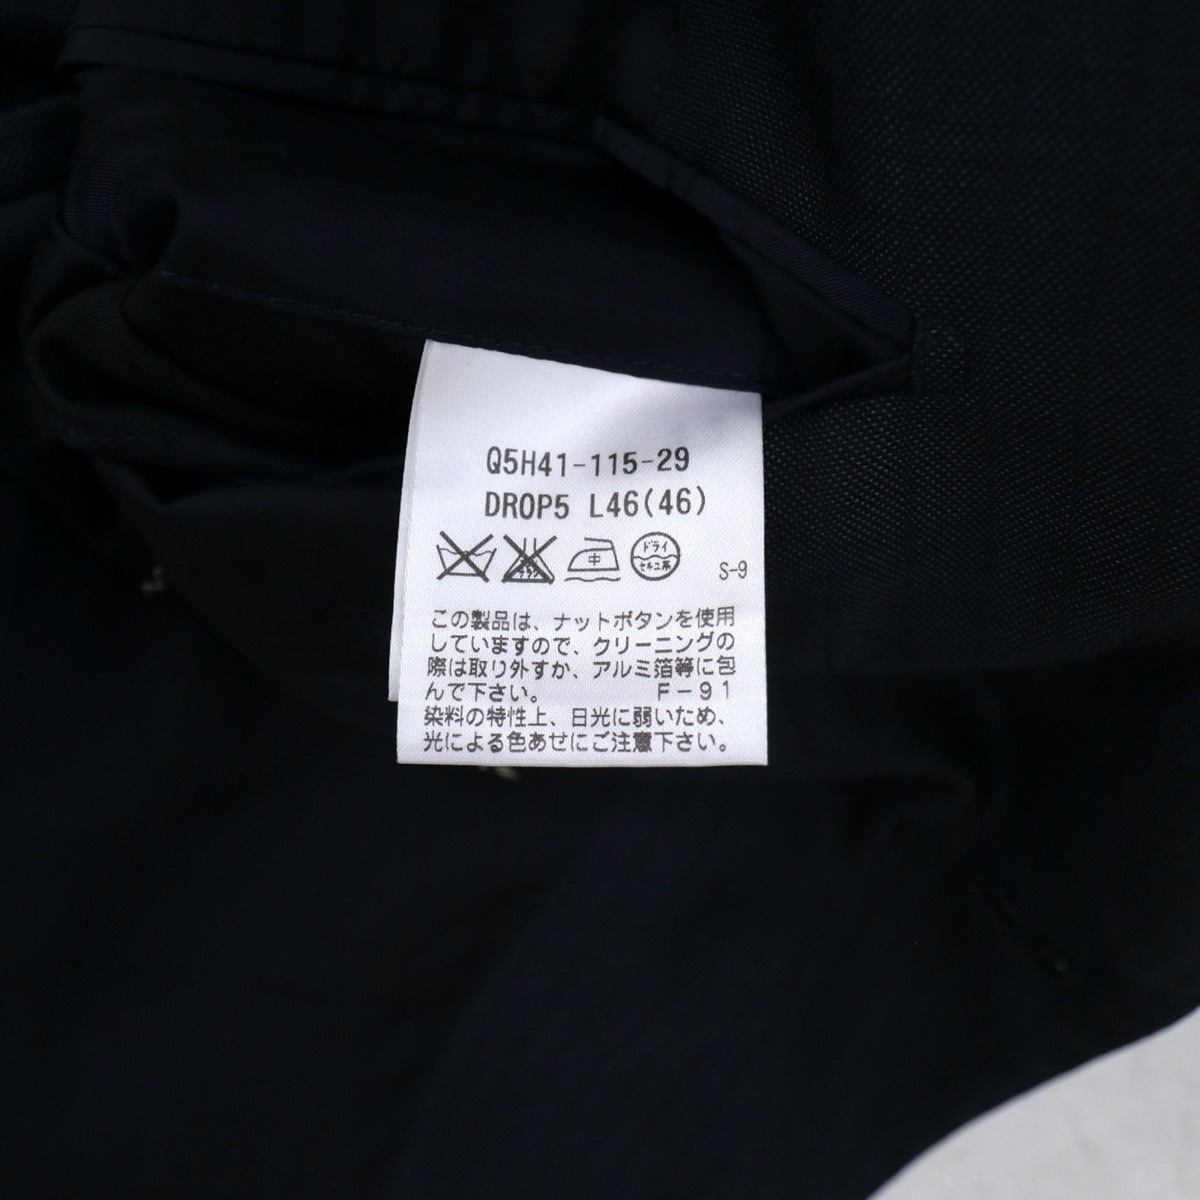 Q5H41-115-29
DROP5 L46(46)
中 ドライ セキユ系 S-9
この製品は、ナットボタンを使用
していますので、クリーニングの
際は取り外すか、アルミ箔等に包
んで下さい。 F-91
染料の特性上、日光に弱いため、
光による色あせにご注意下さい。